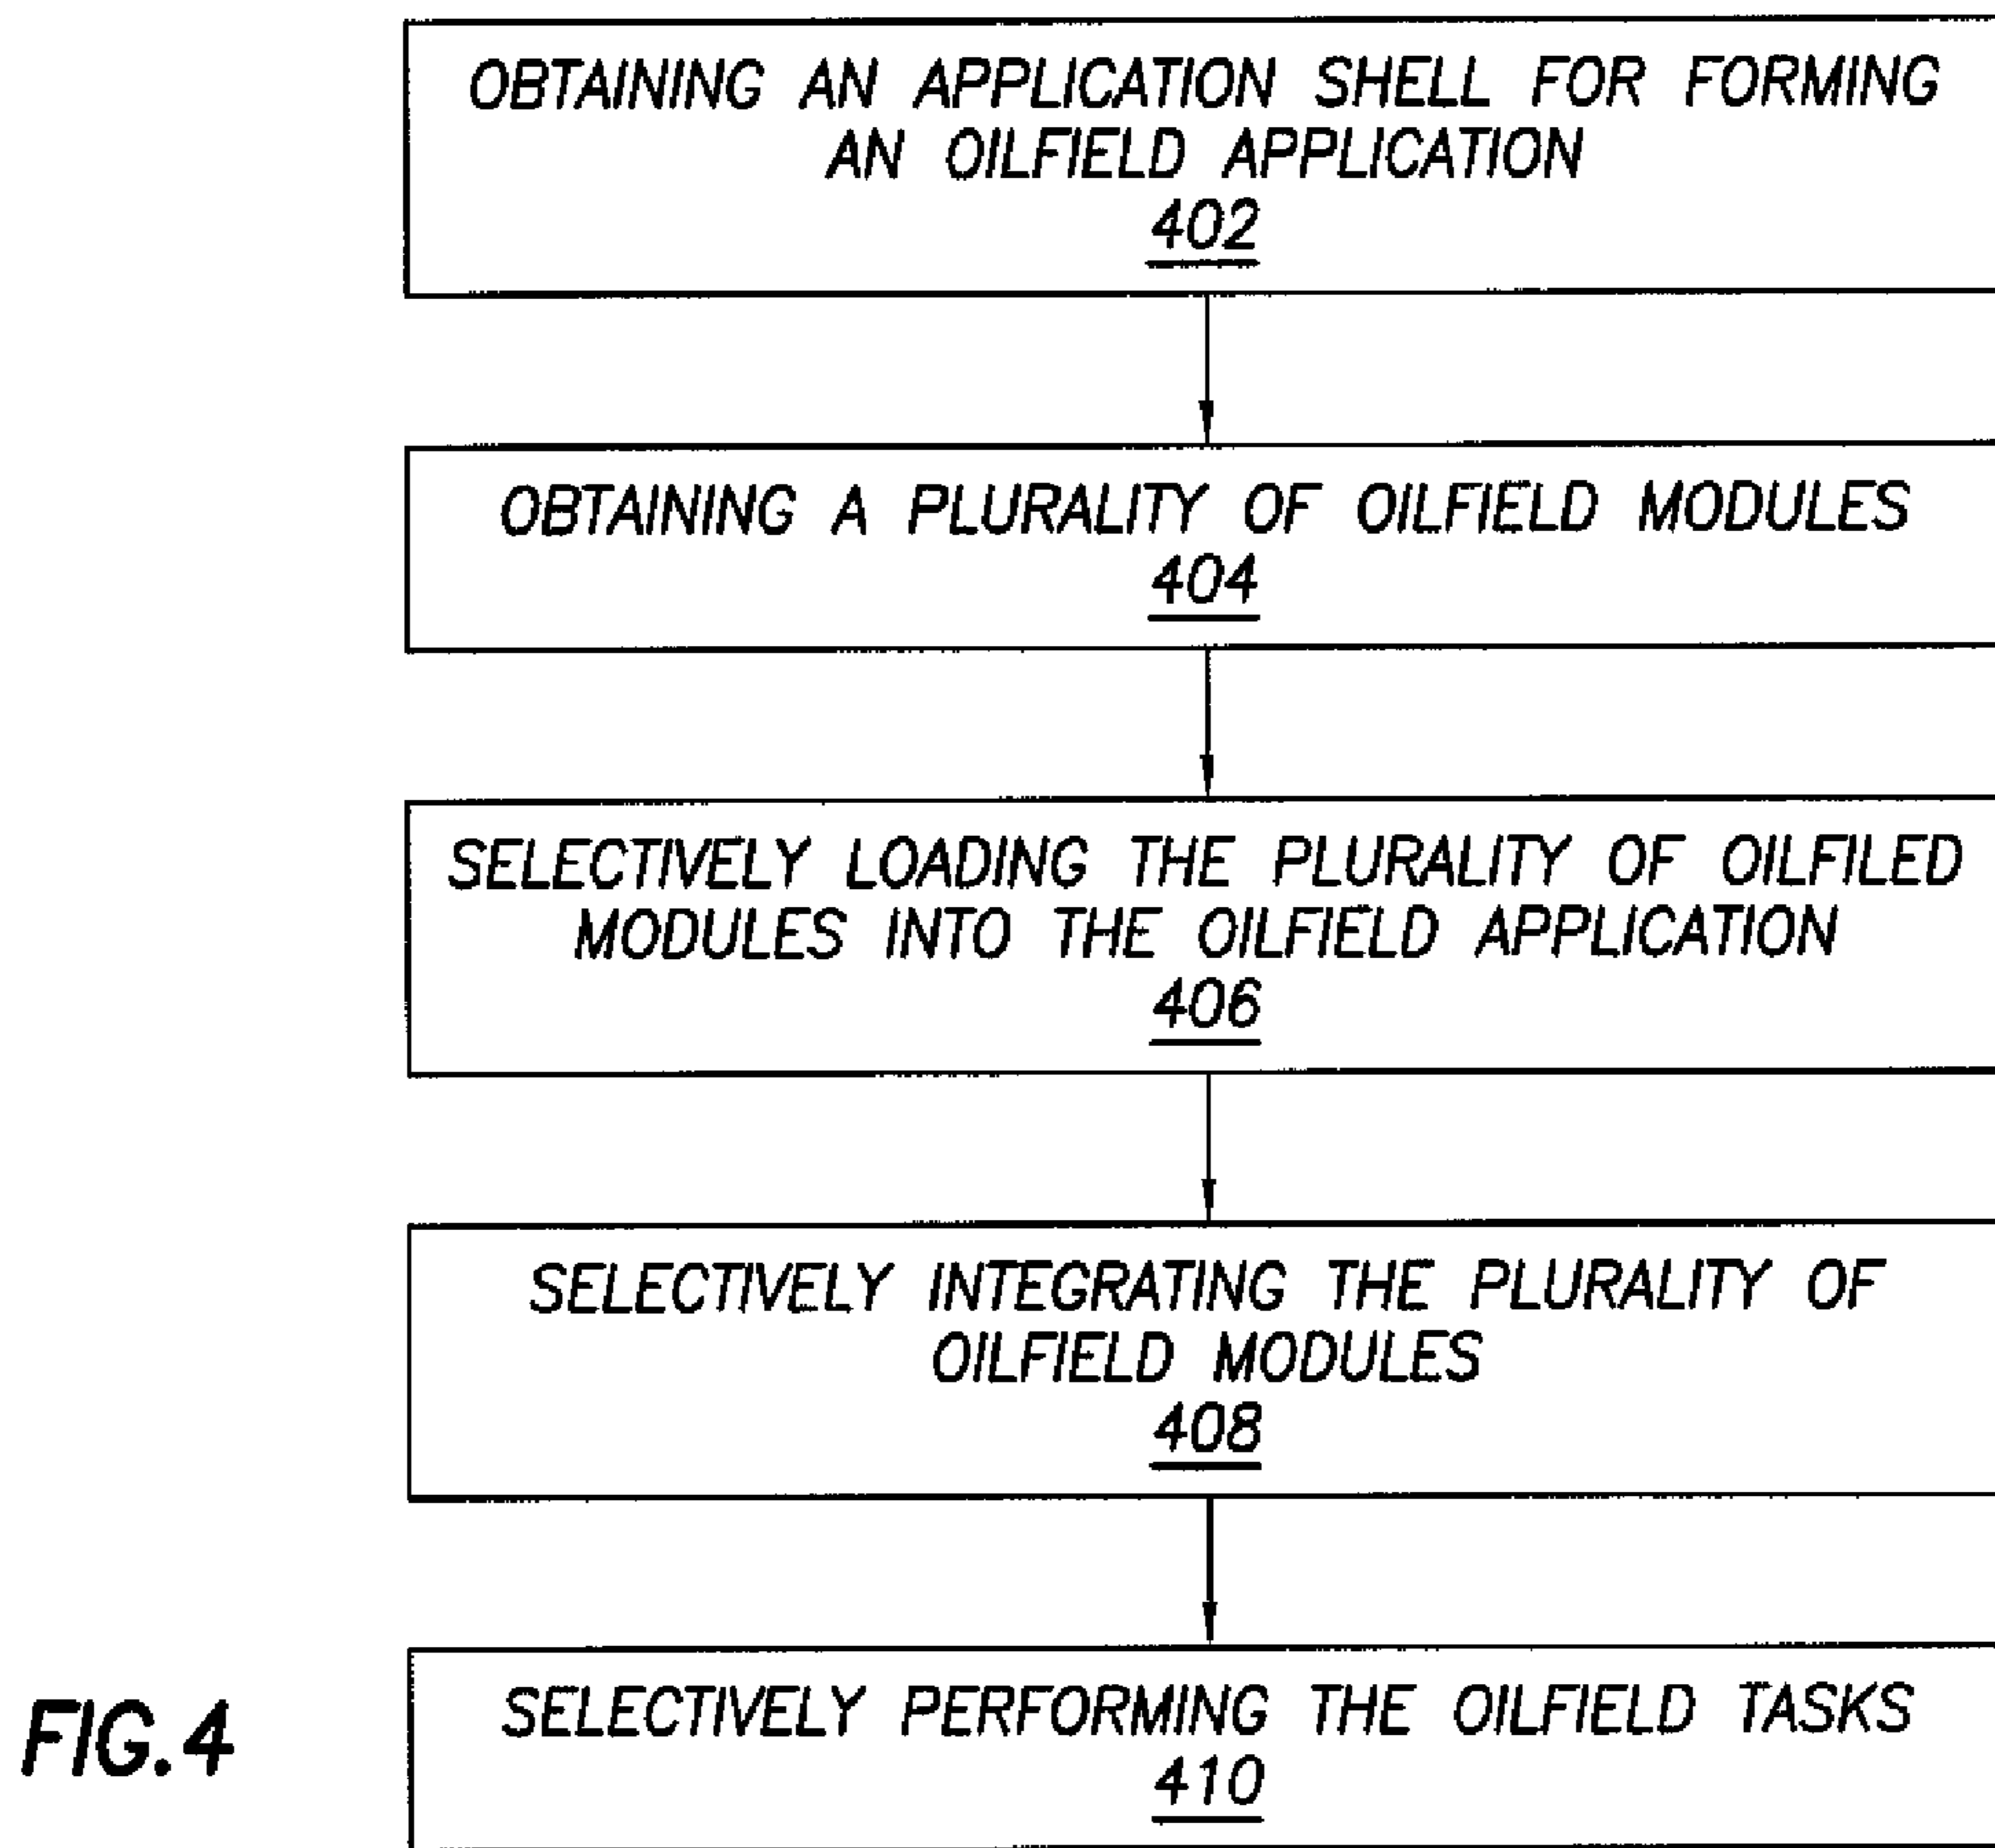 OBTAINING AN APPLICATION SHELL FOR FORMING
AN OILFIELD APPLICATION
402
OBTAINING A PLURALITY OF OILFIELD MODULES
404
SELECTIVELY LOADING THE PLURALITY OF OILFILED
MODULES INTO THE OILFIELD APPLICATION
406
SELECTIVELY INTEGRATING THE PLURALITY OF
OILFIELD MODULES
408
SELECTIVELY PERFORMING THE OILFIELD TASKS
410
FIG.4